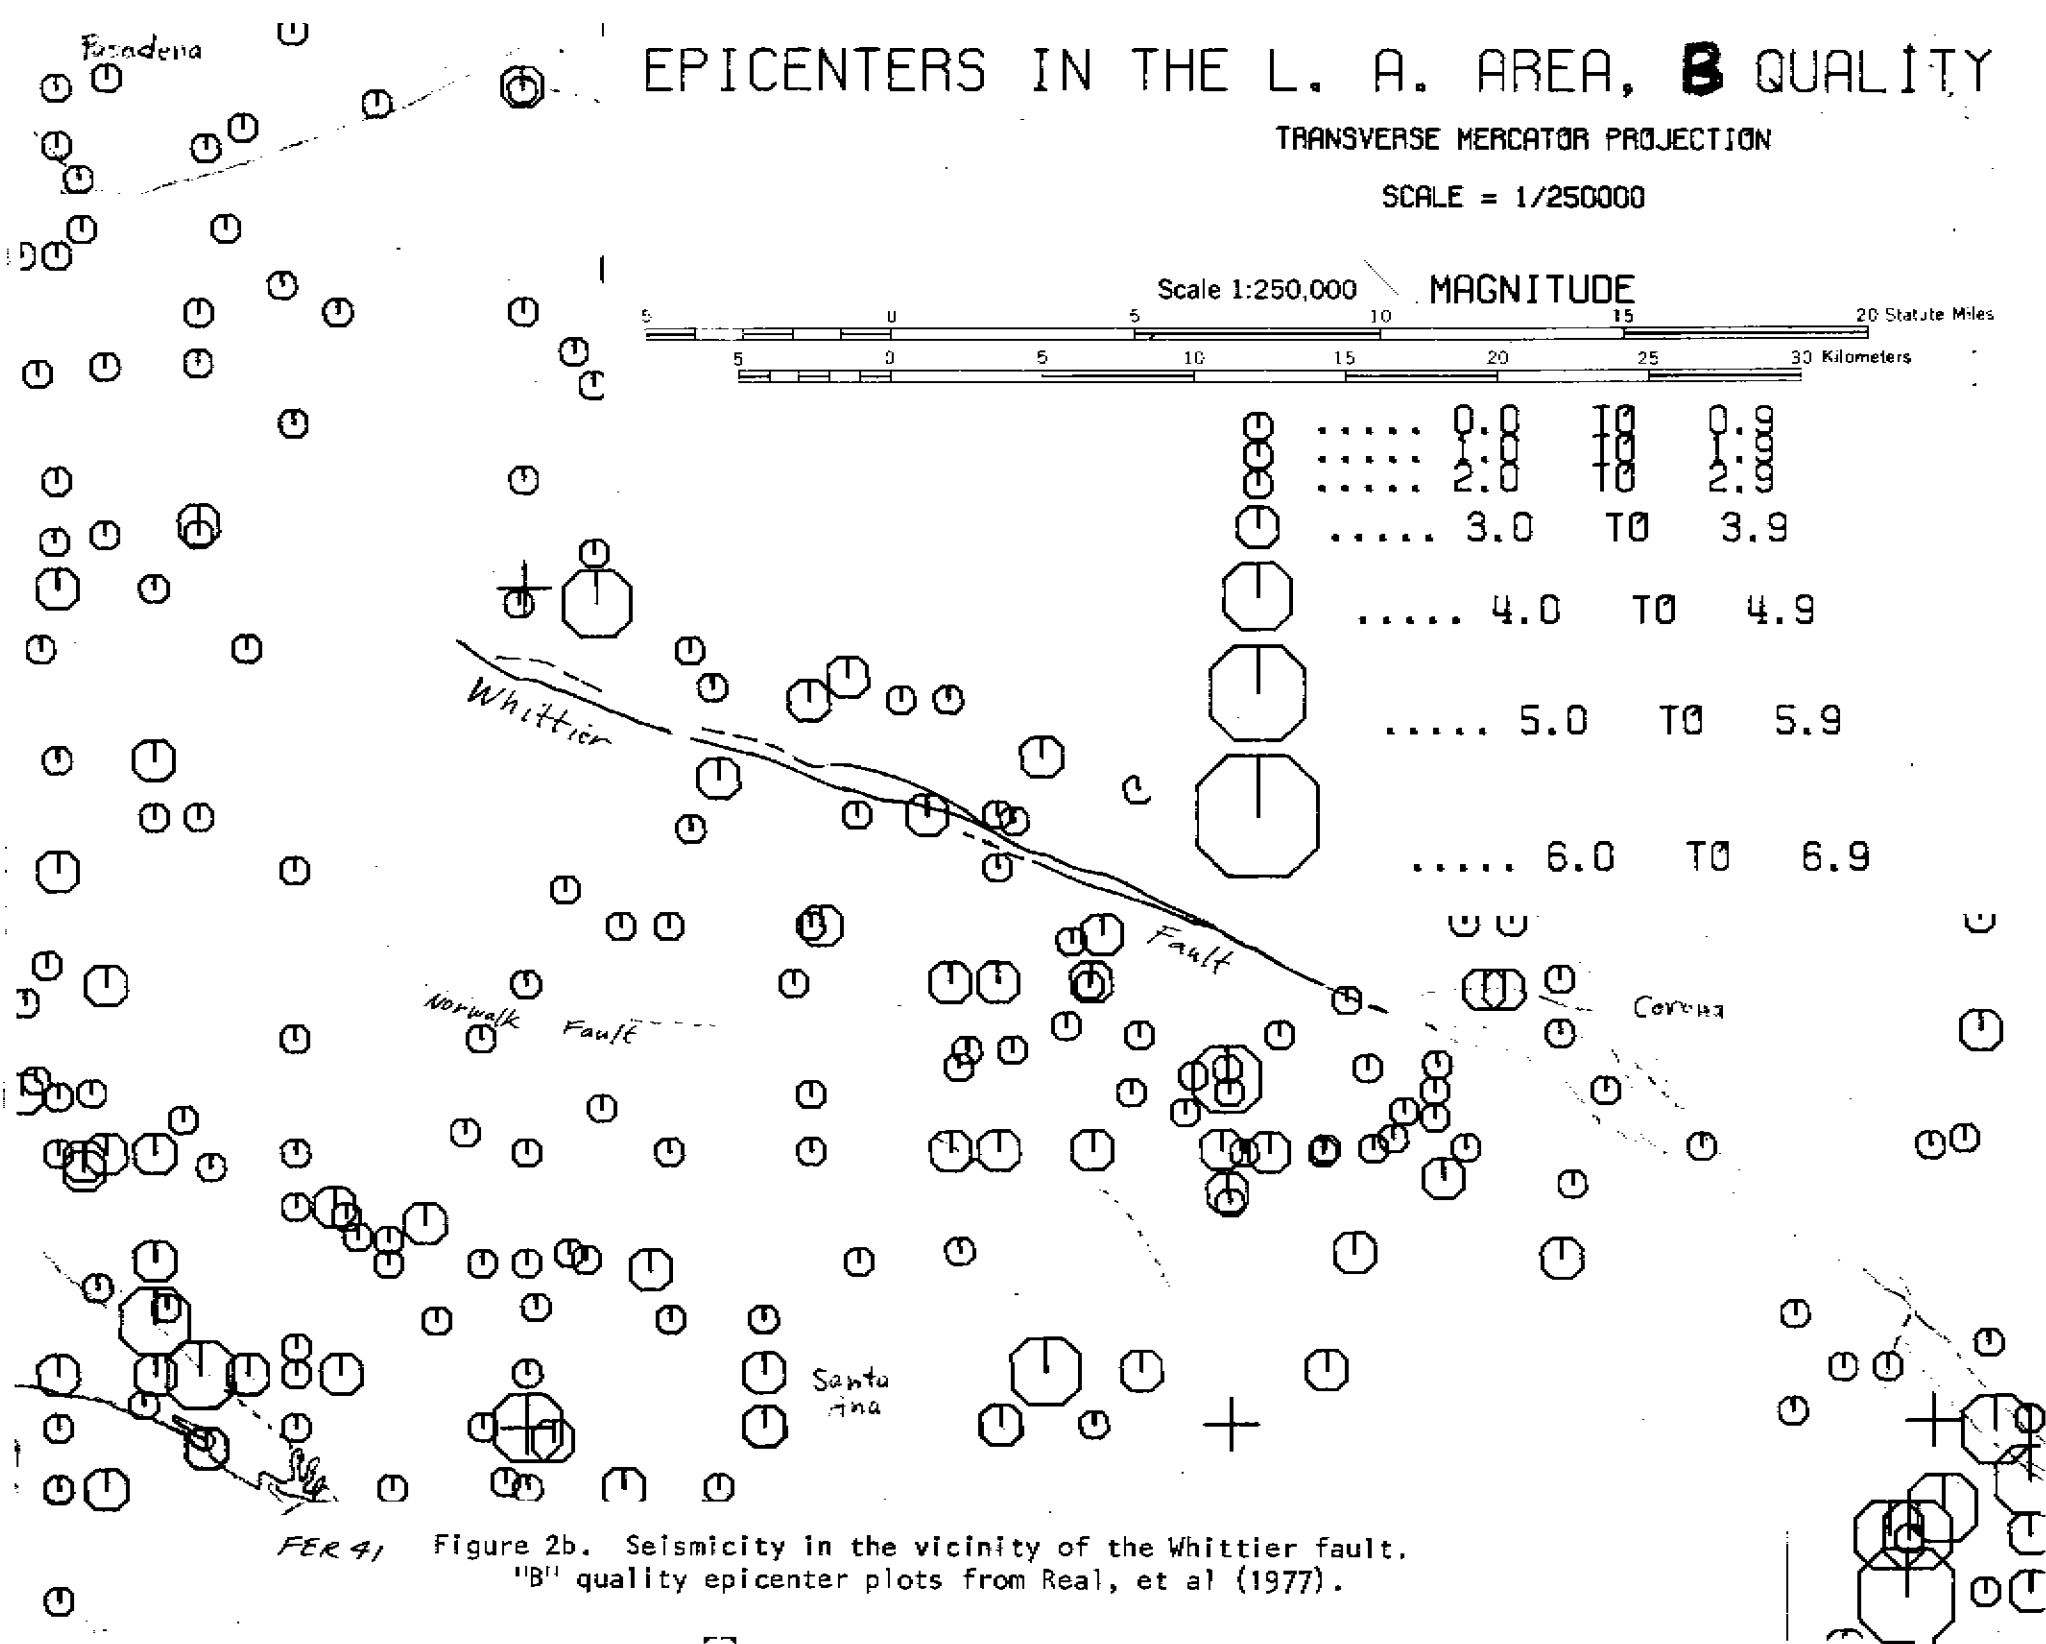 Pasadena
EPICENTERS IN THE L. A. AREA, B QUALITY
TRANSVERSE MERCATOR PROJECTION
SCALE = 1/250000
Scale 1:250,000 MAGNITUDE
5 0 5 10 15 20 Statute Miles
5 0 5 10 15 20 25 30 Kilometers
..... 0.0 TO 0.9
..... 1.0 TO 1.9
..... 2.0 TO 2.9
..... 3.0 TO 3.9
..... 4.0 TO 4.9
..... 5.0 TO 5.9
..... 6.0 TO 6.9
Whittier
Fault
Norwalk Fault
Corona
Santa
Ana
FER 41 Figure 2b. Seismicity in the vicinity of the Whittier fault.
"B" quality epicenter plots from Real, et al (1977).